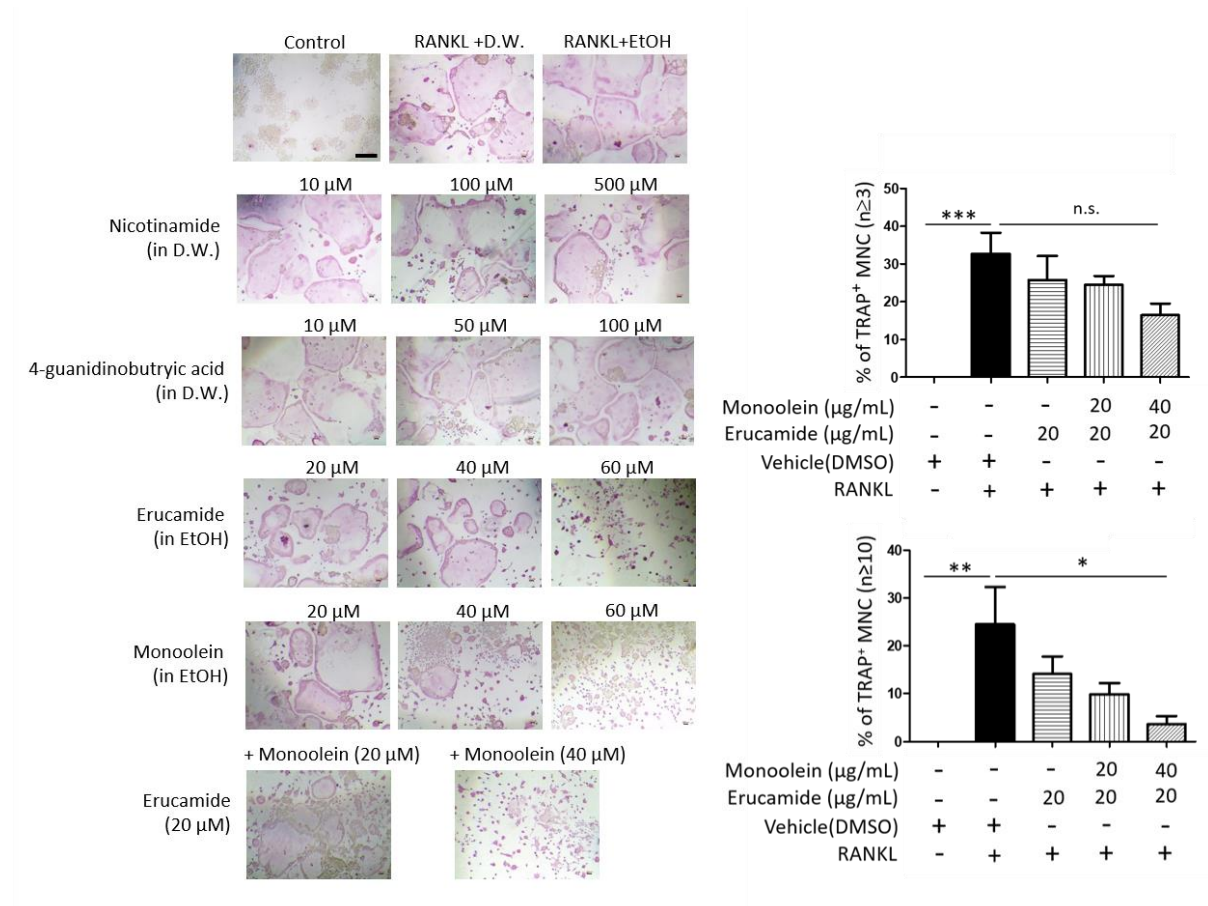 Control RANKL +D.W. RANKL+EtOH
10 µM 100 µM 500 µM
Nicotinamide
(in D.W.)
10 µM 50 µM 100 µM
4-guanidinobutryic acid
(in D.W.)
20 µM 40 µM 60 µM
Erucamide
(in EtOH)
20 µM 40 µM 60 µM
Monoolein
(in EtOH)
+ Monoolein (20 µM) + Monoolein (40 µM)
Erucamide
(20 µM)
% of TRAP⁺ MNC (n≥3)
50
40
30
20
10
0
*** n.s.
Monoolein (µg/mL) - - - 20 40
Erucamide (µg/mL) - - 20 20 20
Vehicle(DMSO) + + - - -
RANKL - + + + +
% of TRAP⁺ MNC (n≥10)
40
30
20
10
0
** *
Monoolein (µg/mL) - - - 20 40
Erucamide (µg/mL) - - 20 20 20
Vehicle(DMSO) + + - - -
RANKL - + + + +